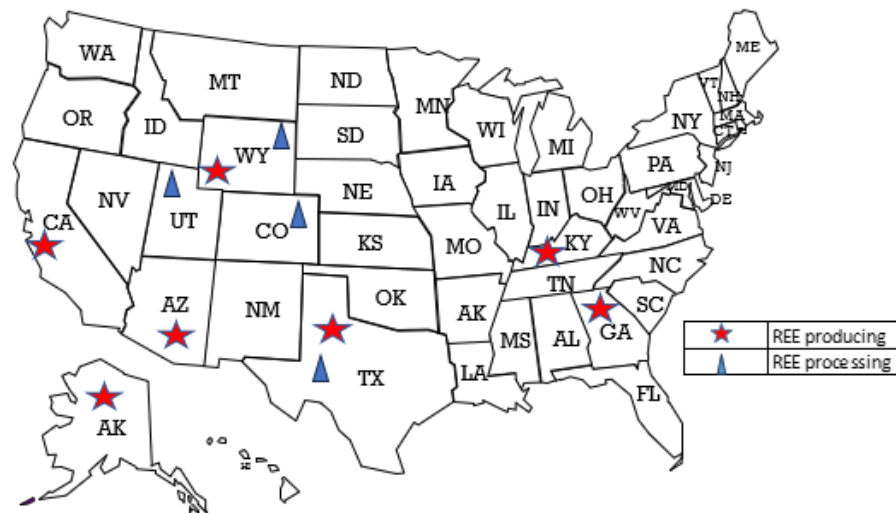 ME
WA
VT
MT
ND
NH
MN
OR
MA
ID
NY
WI
SD
WY
MI
PA
IA
NJ
NE
OH
MD
NV
IL
IN
DE
UT
WV
CA
CO
VA
KY
KS
MO
NC
TN
AZ
OK
SC
NM
AK
MS
AL
GA
REE producing
REE processing
LA
TX
FL
AK